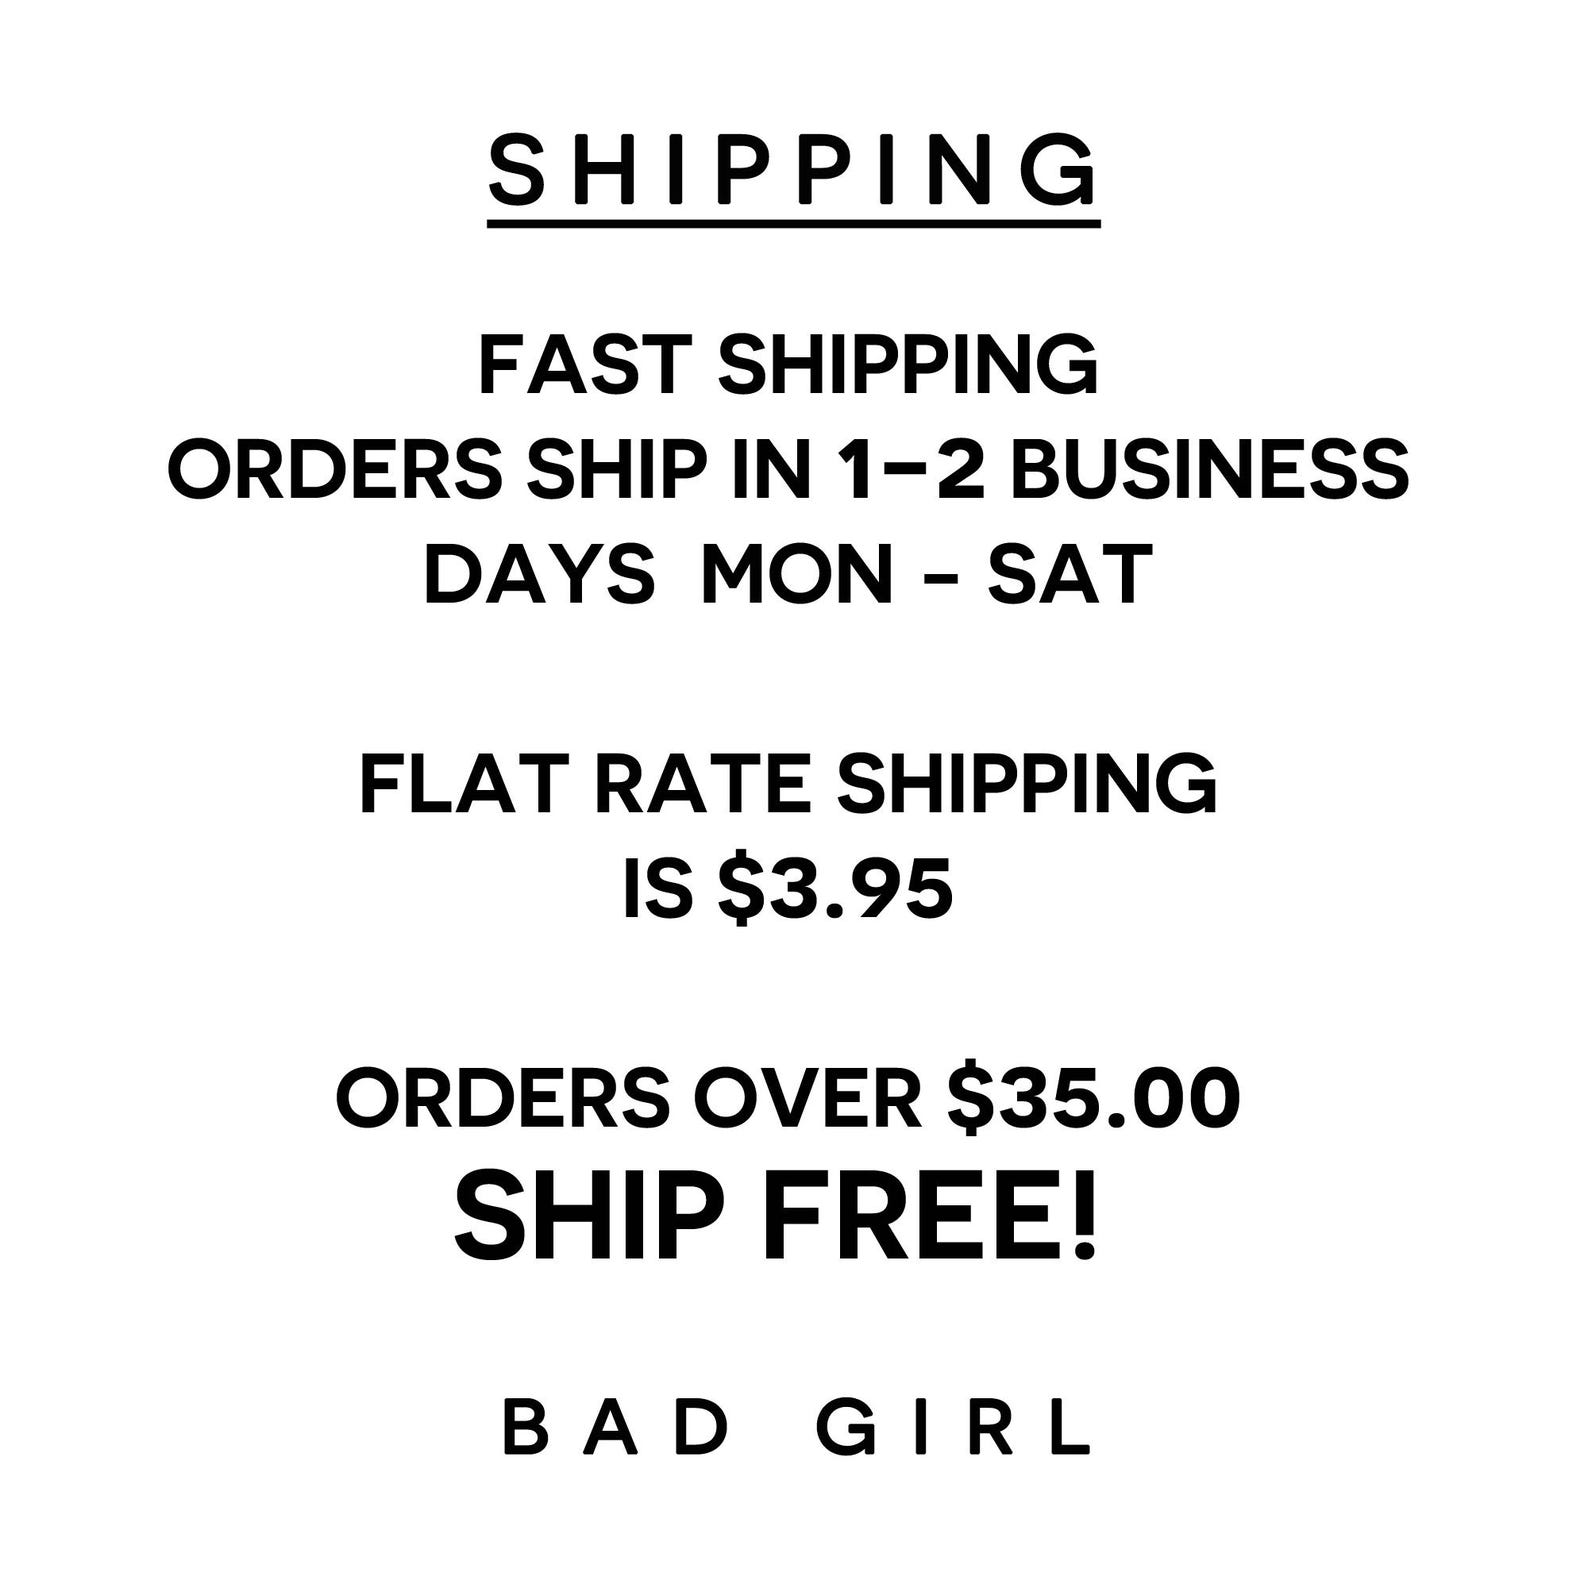 SHIPPING
FAST SHIPPING
ORDERS SHIP IN 1-2 BUSINESS
DAYS  MON - SAT
FLAT RATE SHIPPING
IS $3.95
ORDERS OVER $35.00
SHIP FREE!
BAD GIRL